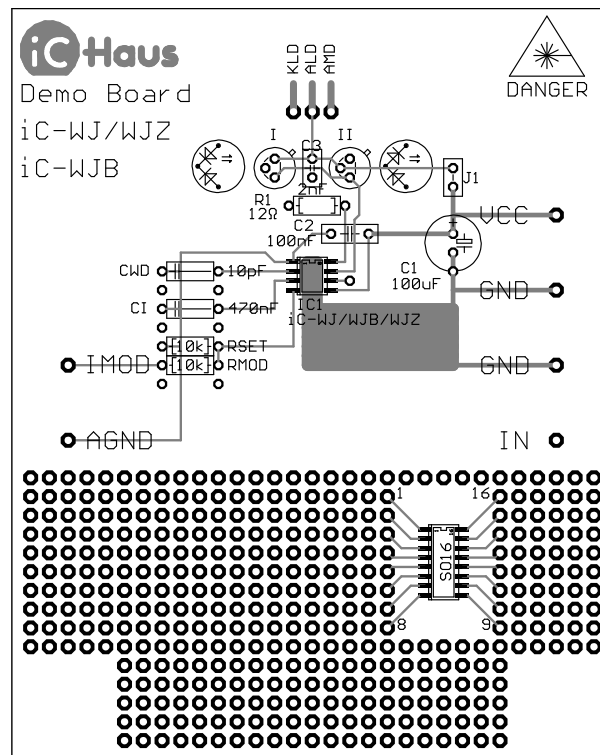 iC Haus
Demo Board
iC-WJ/WJZ
iC-WJB
KLD
ALD
AMD
DANGER
I
II
C3
2nF
J1
R1
12Ω
C2
100nF
VCC
C1
100uF
CWD
10pF
IC1
iC-WJ/WJB/WJZ
GND
CI
470nF
10k
RSET
IMOD
10k
RMOD
GND
AGND
IN
1
16
SO16
8
9